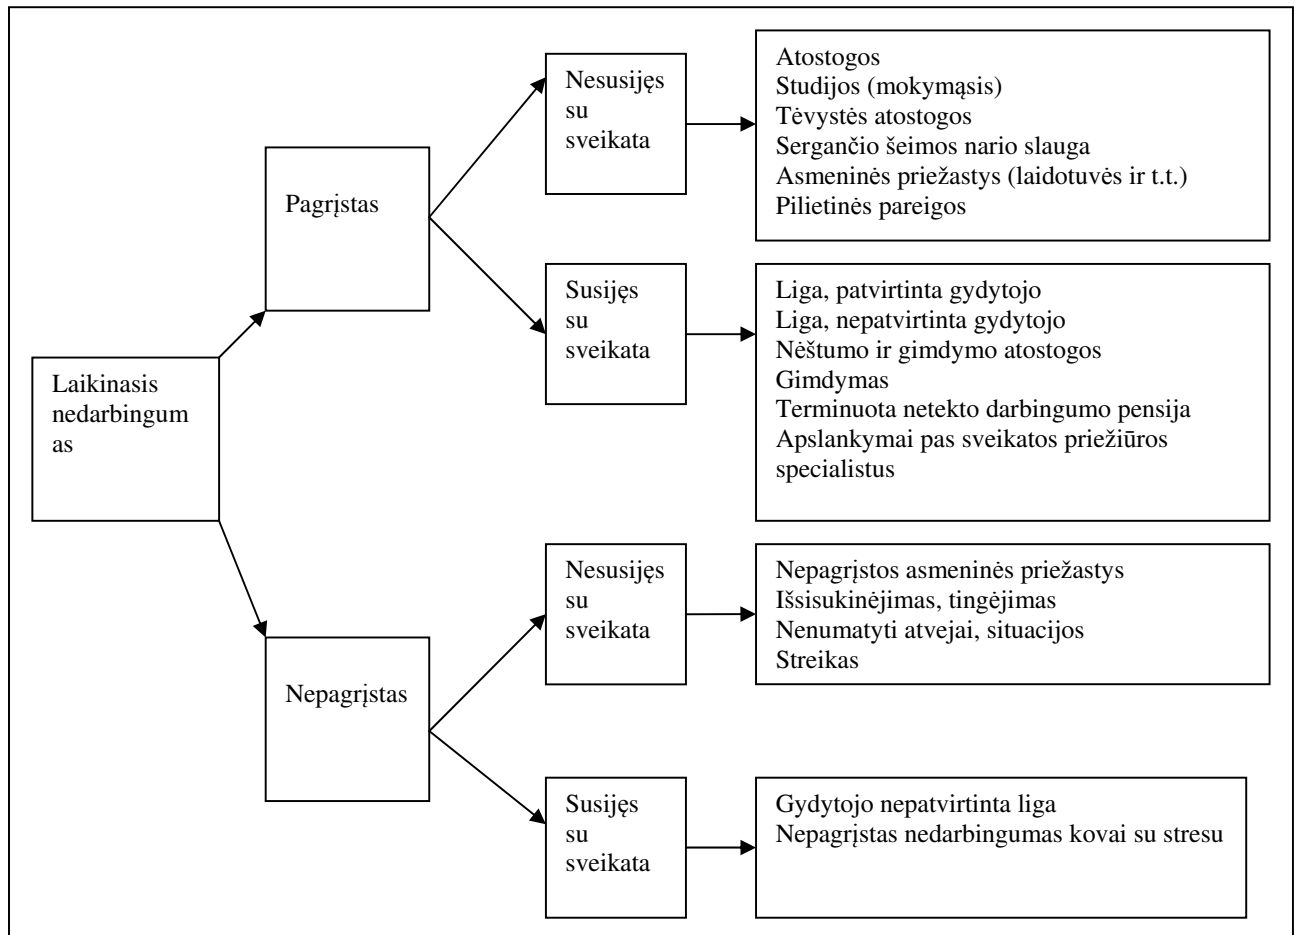 Laikinasis
nedarbingum
as
Pagrįstas
Nesusijęs
su
sveikata
Atostogos
Studijos (mokymąsis)
Tėvystės atostogos
Sergančio šeimos nario slauga
Asmeninės priežastys (laidotuvės ir t.t.)
Pilietinės pareigos
Susijęs
su
sveikata
Liga, patvirtinta gydytojo
Liga, nepatvirtinta gydytojo
Nėštumo ir gimdymo atostogos
Gimdymas
Terminuota netekto darbingumo pensija
Apslankymai pas sveikatos priežiūros
specialistus
Nepagrįstas
Nesusijęs
su
sveikata
Nepagrįstos asmeninės priežastys
Išsisukinėjimas, tingėjimas
Nenumatyti atvejai, situacijos
Streikas
Susijęs
su
sveikata
Gydytojo nepatvirtinta liga
Nepagrįstas nedarbingumas kovai su stresu